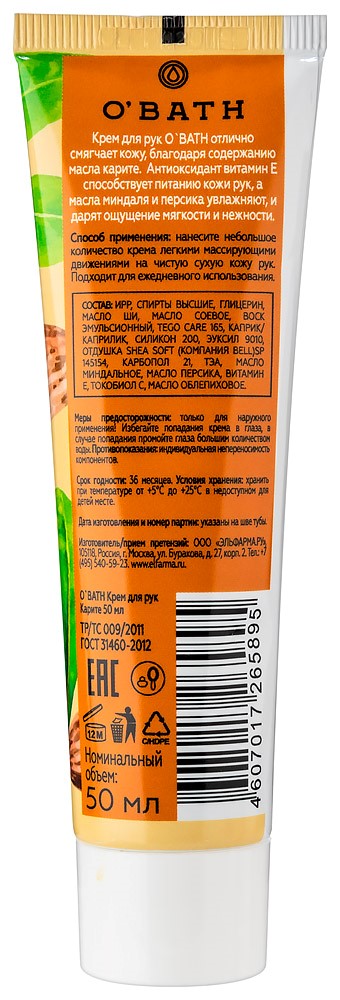 O'BATH
Крем для рук O`BATH отлично
смягчает кожу, благодаря содержанию
масла карите. Антиоксидант витамин Е
способствует питанию кожи рук, а
масла миндаля и персика увлажняют, и
дарят ощущение мягкости и нежности.
Способ применения: нанесите небольшое
количество крема легкими массирующими
движениями на чистую сухую кожу рук.
Подходит для ежедневного использования.
СОСТАВ: ИРР, СПИРТЫ ВЫСШИЕ, ГЛИЦЕРИН,
МАСЛО ШИ, МАСЛО СОЕВОЕ, ВОСК
ЭМУЛЬСИОННЫЙ, TEGO CARE 165, КАПРИК/
КАПРИЛИК, СИЛИКОН 200, ЭУКСИЛ 9010,
ОТДУШКА SHEA SOFT (КОМПАНИЯ BELL)SP
145154, КАРБОПОЛ 21, ТЭА, МАСЛО
МИНДАЛЬНОЕ, МАСЛО ПЕРСИКА, ВИТАМИН
Е, ТОКОБИОЛ С, МАСЛО ОБЛЕПИХОВОЕ.
Меры предосторожности: только для наружного
применения! Избегайте попадания крема в глаза, в
случае попадания промойте глаза большим количеством
воды. Противопоказания: индивидуальная непереносимость
компонентов.
Срок годности: 36 месяцев. Условия хранения: хранить
при температуре от +5°С до +25°С в недоступном для
детей месте.
Дата изготовления и номер партии: указаны на шве тубы.
Изготовитель/прием претензий: ООО «ЭЛЬФАРМА.РУ»,
105118, Россия, г. Москва, ул. Буракова, д. 27, корп. 2. Тел.: +7
(495) 540-59-23. www.elfarma.ru
O`BATH Крем для рук
Карите 50 мл
ТР/ТС 009/2011
ГОСТ 31460-2012
EAC
12 M
C/HDPE
Номинальный
объем:
50 мл
4 607017 265895